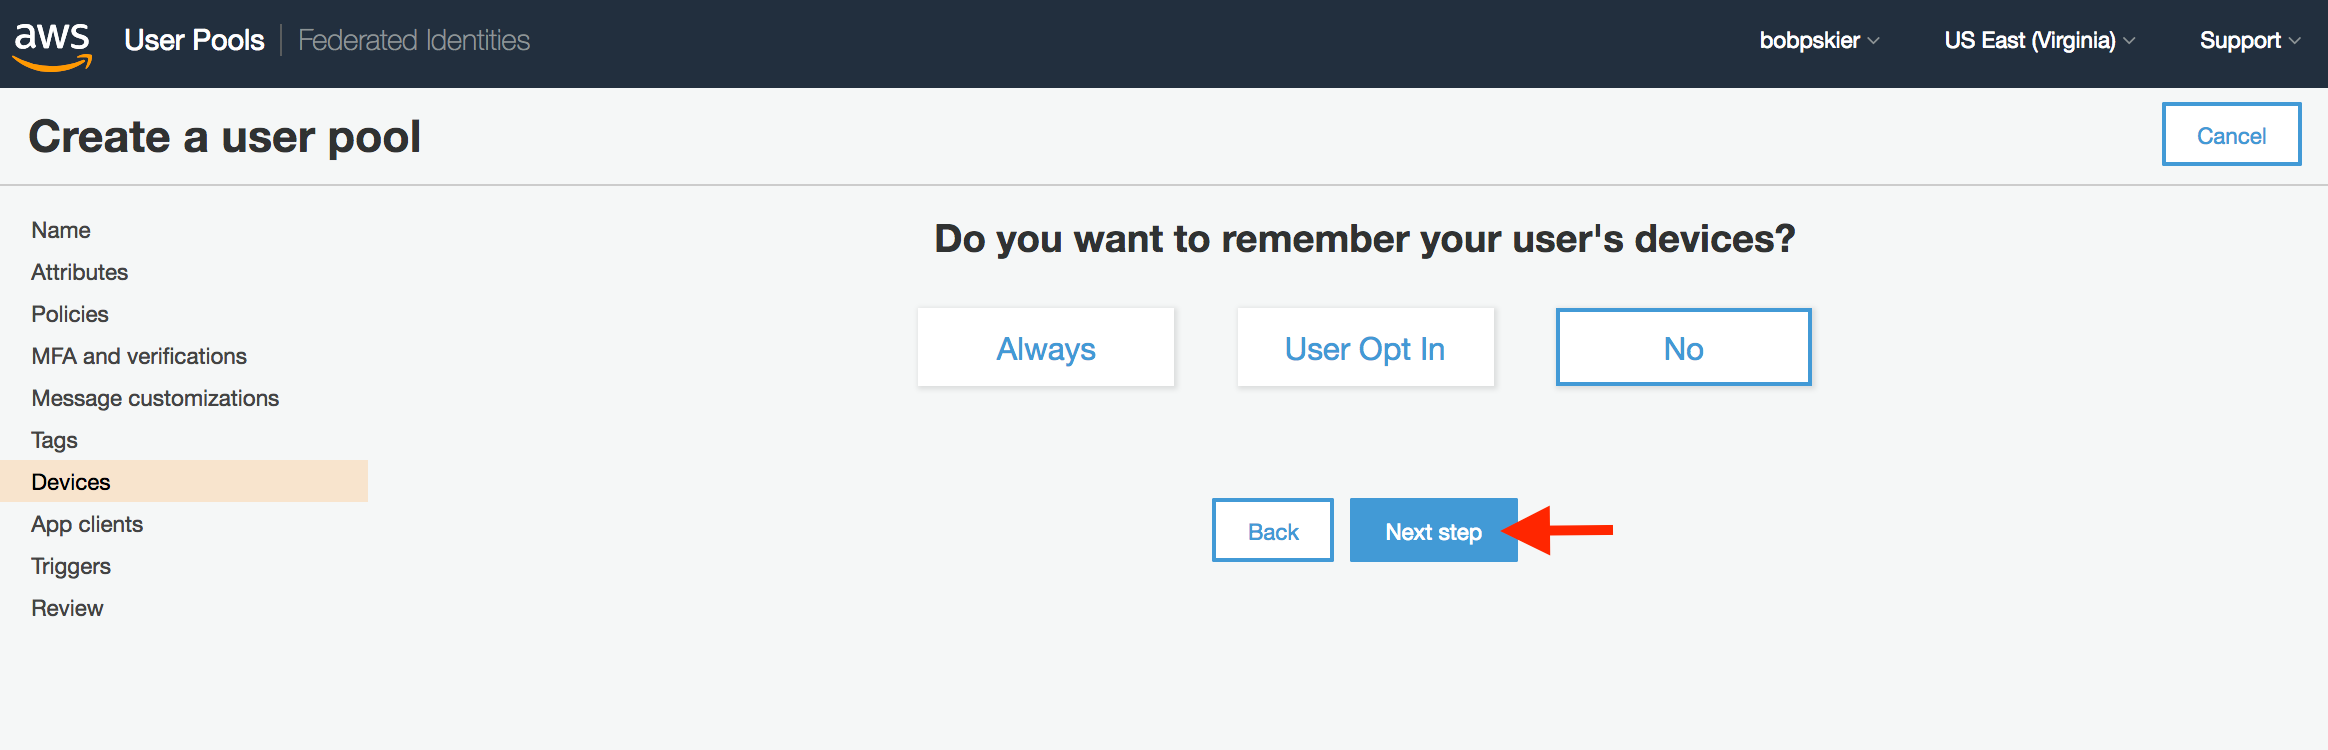 aws User Pools Federated Identities bobpskier US East (Virginia) Support
Create a user pool Cancel
Name
Attributes
Policies
MFA and verifications
Message customizations
Tags
Devices
App clients
Triggers
Review
Do you want to remember your user's devices?
Always User Opt In No
Back Next step